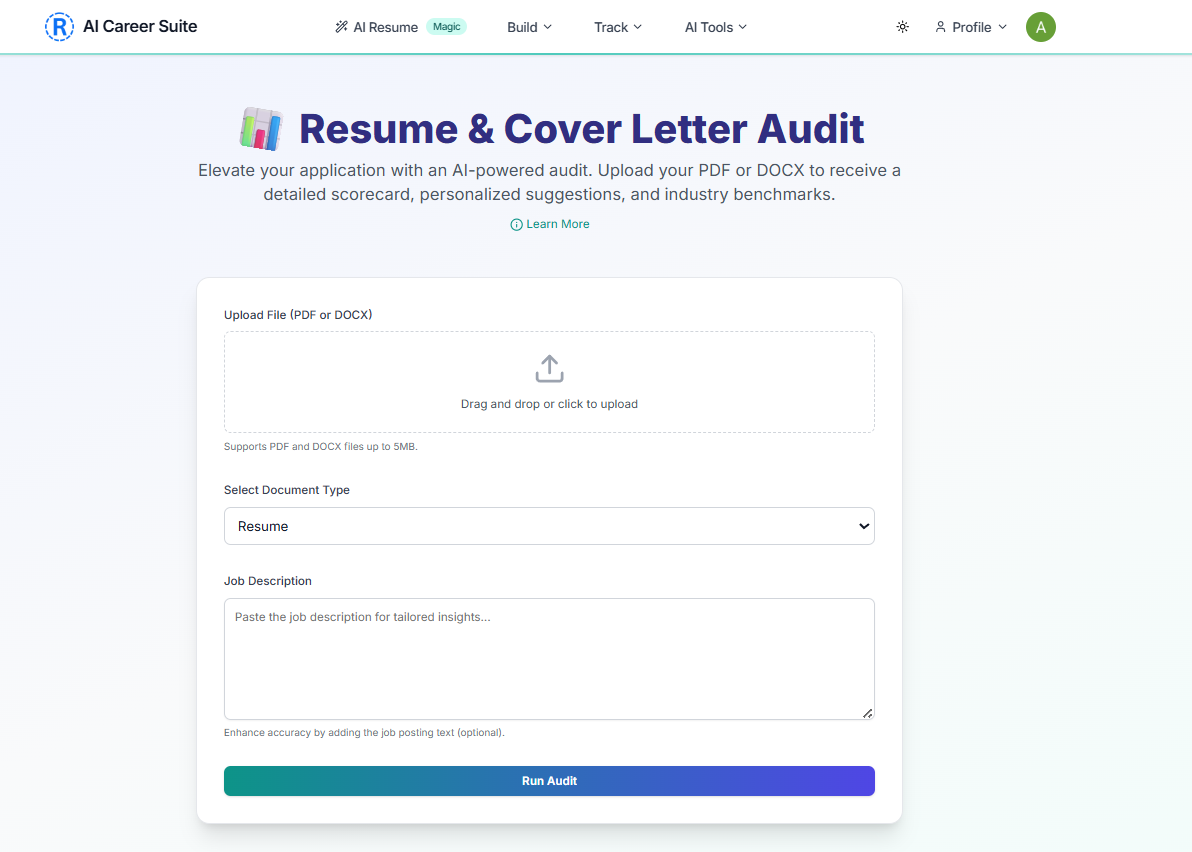 R AI Career Suite
AI Resume Magic Build Track AI Tools Profile A
Resume & Cover Letter Audit
Elevate your application with an AI-powered audit. Upload your PDF or DOCX to receive a
detailed scorecard, personalized suggestions, and industry benchmarks.
Learn More
Upload File (PDF or DOCX)
Drag and drop or click to upload
Supports PDF and DOCX files up to 5MB.
Select Document Type
Resume
Job Description
Paste the job description for tailored insights...
Enhance accuracy by adding the job posting text (optional).
Run Audit